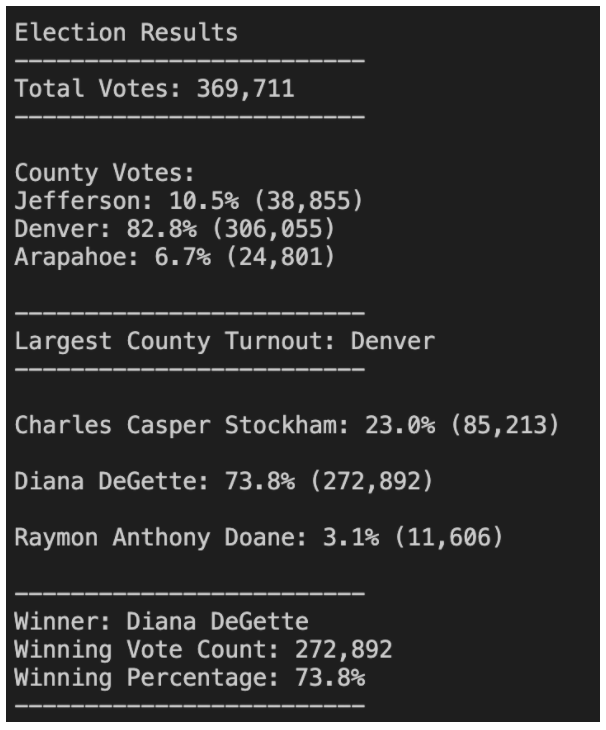 Election Results
-------------------------
Total Votes: 369,711
-------------------------
County Votes:
Jefferson: 10.5% (38,855)
Denver: 82.8% (306,055)
Arapahoe: 6.7% (24,801)
-------------------------
Largest County Turnout: Denver
-------------------------
Charles Casper Stockham: 23.0% (85,213)
Diana DeGette: 73.8% (272,892)
Raymon Anthony Doane: 3.1% (11,606)
-------------------------
Winner: Diana DeGette
Winning Vote Count: 272,892
Winning Percentage: 73.8%
-------------------------